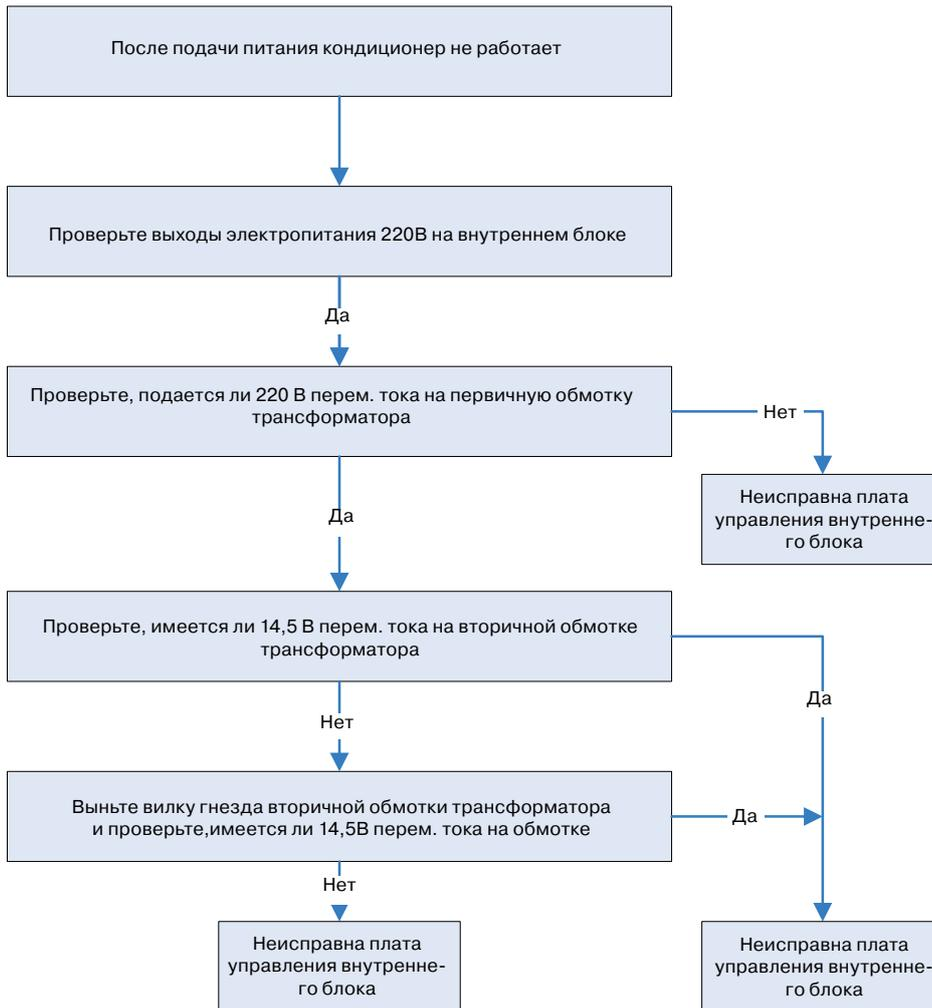 После подачи питания кондиционер не работает
Проверьте выходы электропитания 220В на внутреннем блоке
Да
Проверьте, подается ли 220 В перем. тока на первичную обмотку
трансформатора
Нет
Неисправна плата
управления внутренне-
го блока
Да
Проверьте, имеется ли 14,5 В перем. тока на вторичной обмотке
трансформатора
Да
Нет
Выньте вилку гнезда вторичной обмотки трансформатора
и проверьте,имеется ли 14,5В перем. тока на обмотке
Да
Нет
Неисправна плата
управления внутренне-
го блока
Неисправна плата
управления внутренне-
го блока